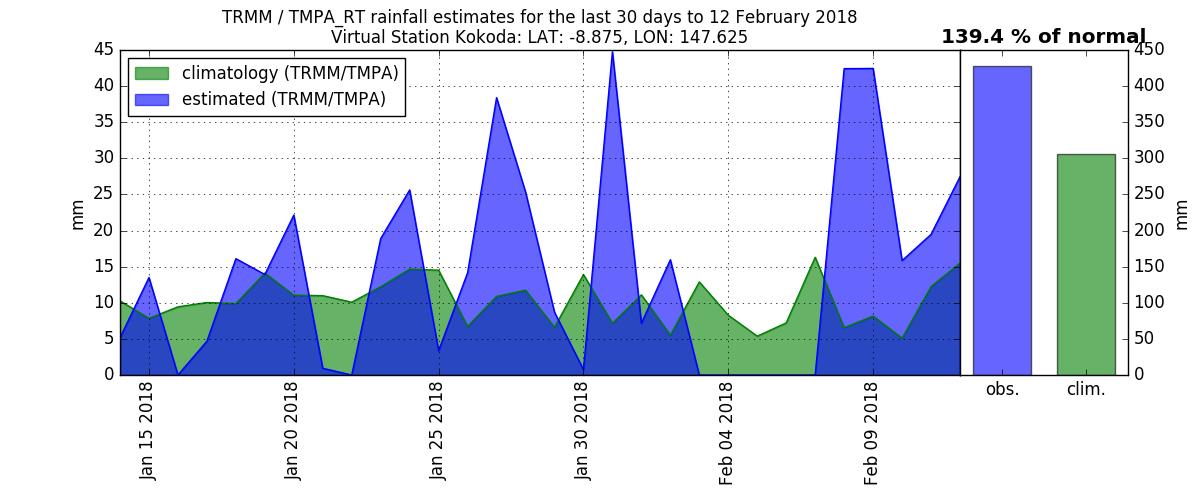 TRMM / TMPA_RT rainfall estimates for the last 30 days to 12 February 2018
Virtual Station Kokoda: LAT: -8.875, LON: 147.625
139.4 % of normal
climatology (TRMM/TMPA)
estimated (TRMM/TMPA)
45
40
35
30
25
20
15
10
5
0
mm
Jan 15 2018
Jan 20 2018
Jan 25 2018
Jan 30 2018
Feb 04 2018
Feb 09 2018
450
400
350
300
250
200
150
100
50
0
mm
obs.
clim.